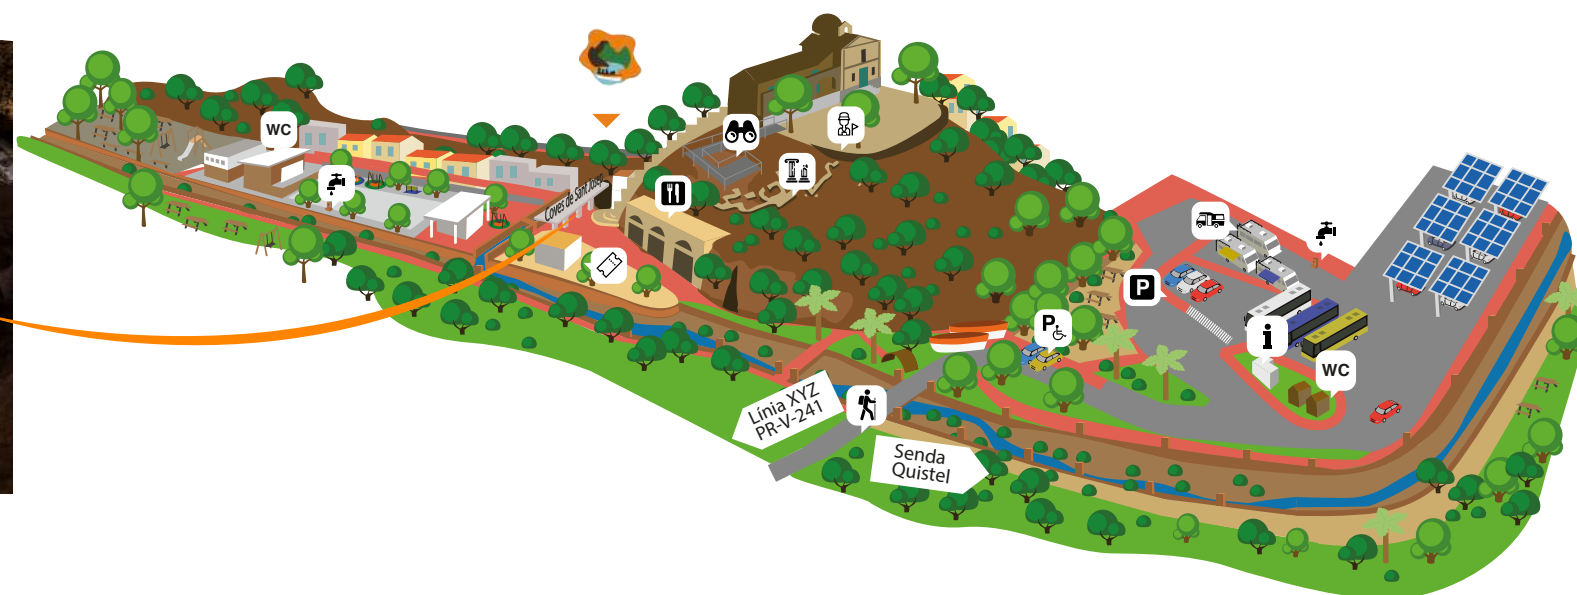 WC
Coves de Sant Josep
P
P
i
WC
Línia XYZ
PR-V-241
Senda
Quistel